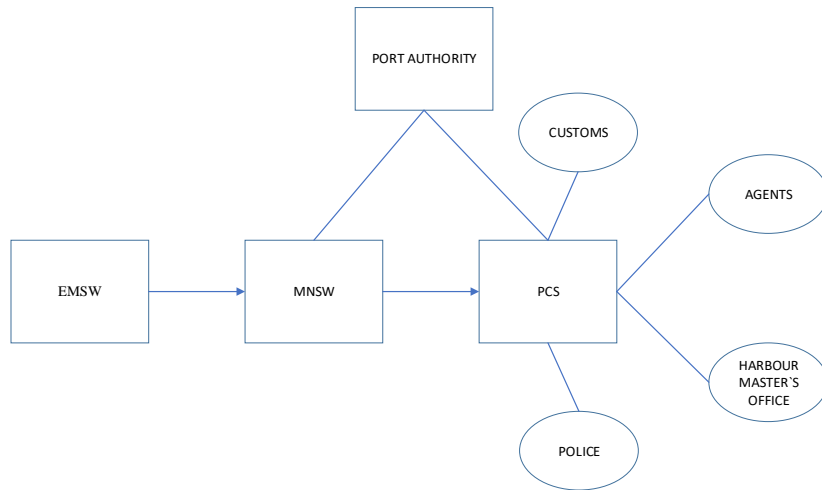 PORT AUTHORITY
CUSTOMS
AGENTS
EMSW
MNSW
PCS
HARBOUR
MASTER`S
OFFICE
POLICE